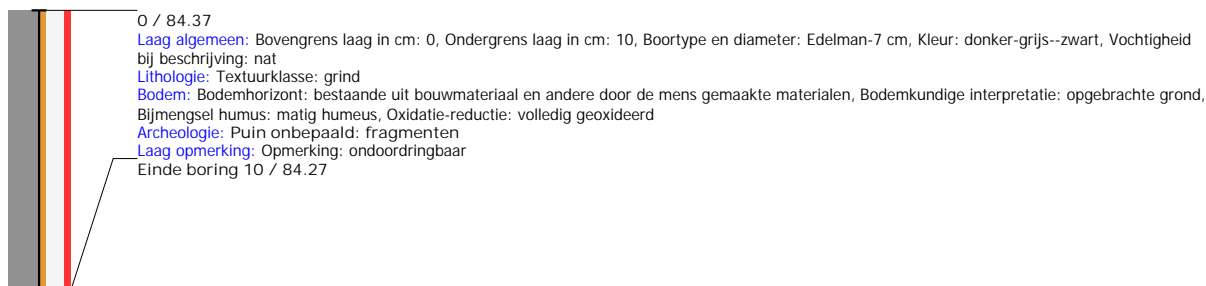 0 / 84.37
Laag algemeen: Bovengrens laag in cm: 0, Ondergrens laag in cm: 10, Boortype en diameter: Edelman-7 cm, Kleur: donker-grijs--zwart, Vochtigheid
bij beschrijving: nat
Lithologie: Textuurklasse: grind
Bodem: Bodemhorizont: bestaande uit bouwmateriaal en andere door de mens gemaakte materialen, Bodemkundige interpretatie: opgebrachte grond,
Bijmengsel humus: matig humeus, Oxidatie-reductie: volledig geoxideerd
Archeologie: Puin onbepaald: fragmenten
Laag opmerking: Opmerking: ondoordringbaar
Einde boring 10 / 84.27